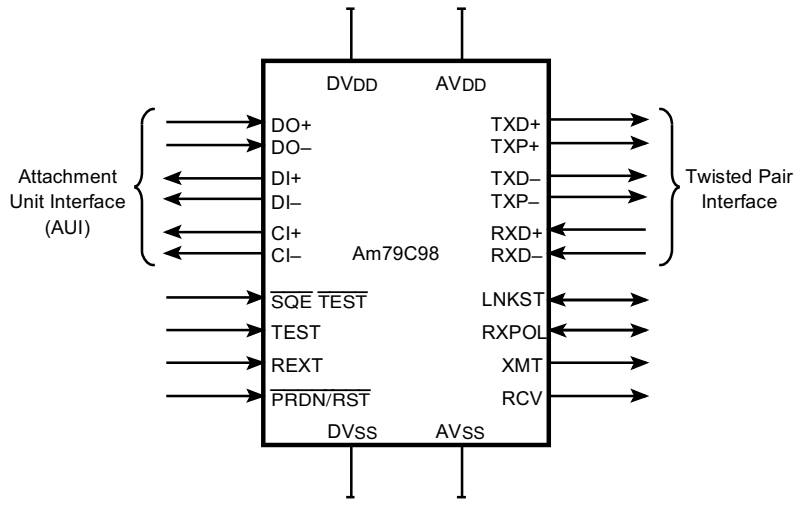 DVDD AVDD
DO+ TXD+
DO– TXP+
Attachment
Unit Interface
(AUI)
DI+ TXD–
DI– TXP–
Twisted Pair
Interface
CI+ RXD+
CI– Am79C98 RXD–
SQE TEST LNKST
TEST RXPOL
REXT XMT
PRDN/RST RCV
DVSS AVSS